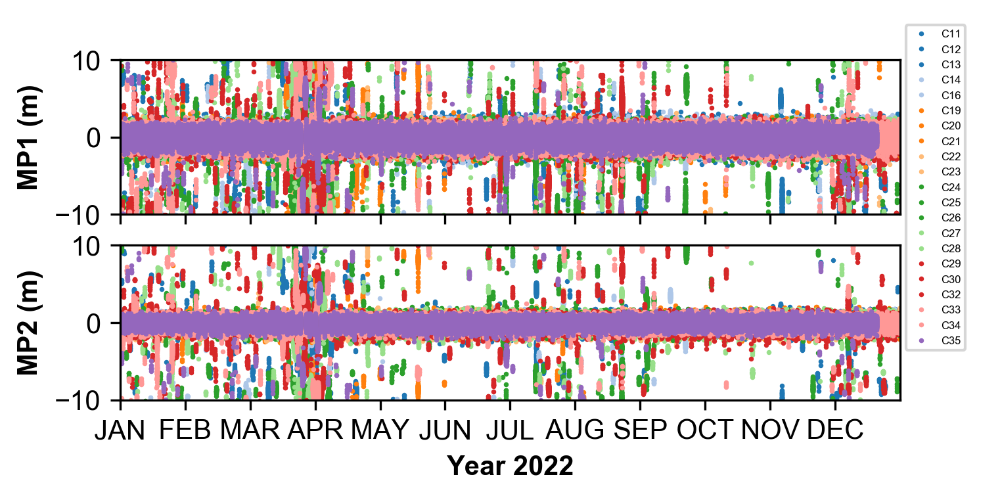 10
0
−10
MP1 (m)
10
0
−10
MP2 (m)
JAN FEB MAR APR MAY JUN JUL AUG SEP OCT NOV DEC
Year 2022
C11
C12
C13
C14
C16
C19
C20
C21
C22
C23
C24
C25
C26
C27
C28
C29
C30
C32
C33
C34
C35